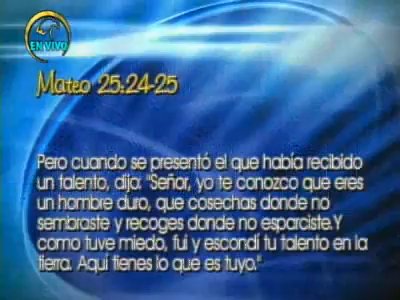 EN VIVO
Mateo 25:24-25
Pero cuando se presentó el que había recibido
un talento, dijo: "Señor, yo te conozco que eres
un hombre duro, que cosechas donde no
sembraste y recoges donde no esparciste.Y
como tuve miedo, fui y escondí tu talento en la
tierra. Aquí tienes lo que es tuyo."